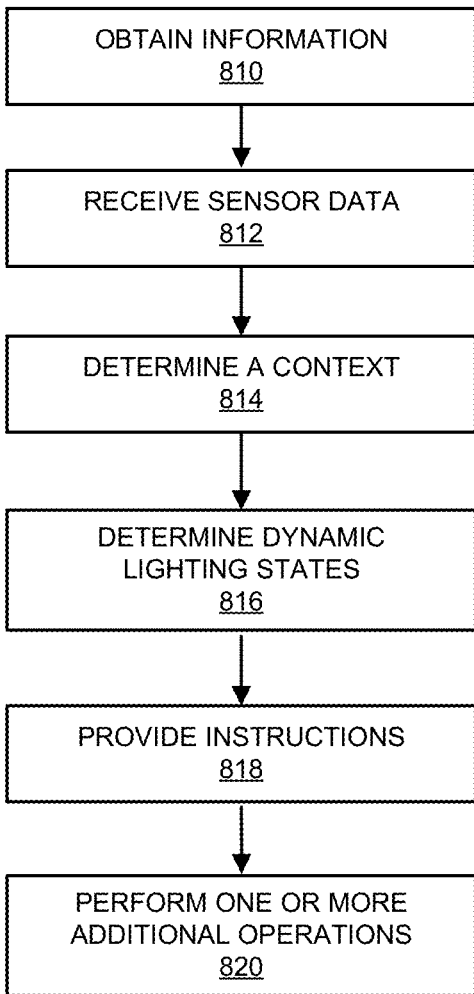 OBTAIN INFORMATION
810
RECEIVE SENSOR DATA
812
DETERMINE A CONTEXT
814
DETERMINE DYNAMIC
LIGHTING STATES
816
PROVIDE INSTRUCTIONS
818
PERFORM ONE OR MORE
ADDITIONAL OPERATIONS
820